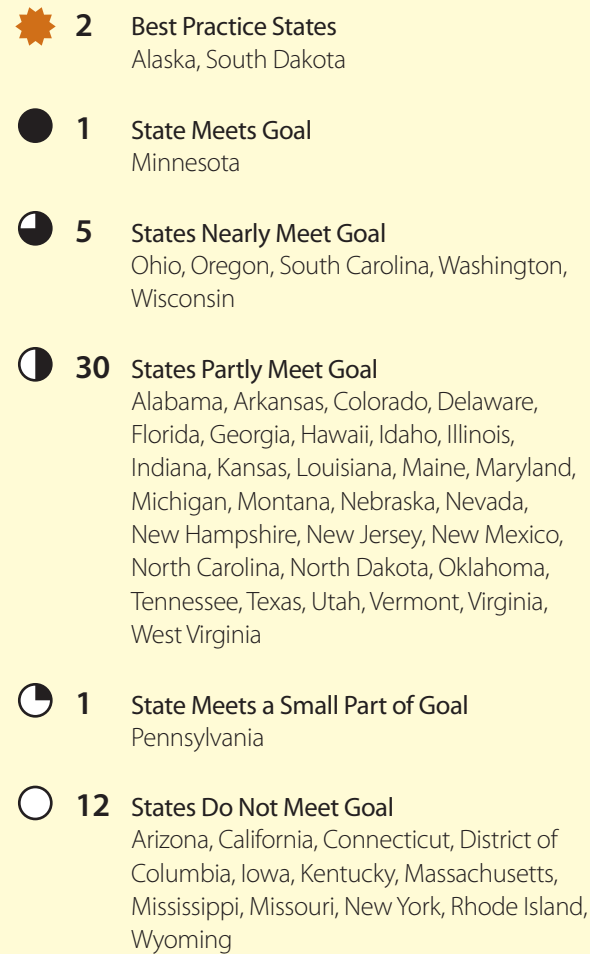 2 Best Practice States
Alaska, South Dakota
1 State Meets Goal
Minnesota
5 States Nearly Meet Goal
Ohio, Oregon, South Carolina, Washington,
Wisconsin
30 States Partly Meet Goal
Alabama, Arkansas, Colorado, Delaware,
Florida, Georgia, Hawaii, Idaho, Illinois,
Indiana, Kansas, Louisiana, Maine, Maryland,
Michigan, Montana, Nebraska, Nevada,
New Hampshire, New Jersey, New Mexico,
North Carolina, North Dakota, Oklahoma,
Tennessee, Texas, Utah, Vermont, Virginia,
West Virginia
1 State Meets a Small Part of Goal
Pennsylvania
12 States Do Not Meet Goal
Arizona, California, Connecticut, District of
Columbia, Iowa, Kentucky, Massachusetts,
Mississippi, Missouri, New York, Rhode Island,
Wyoming